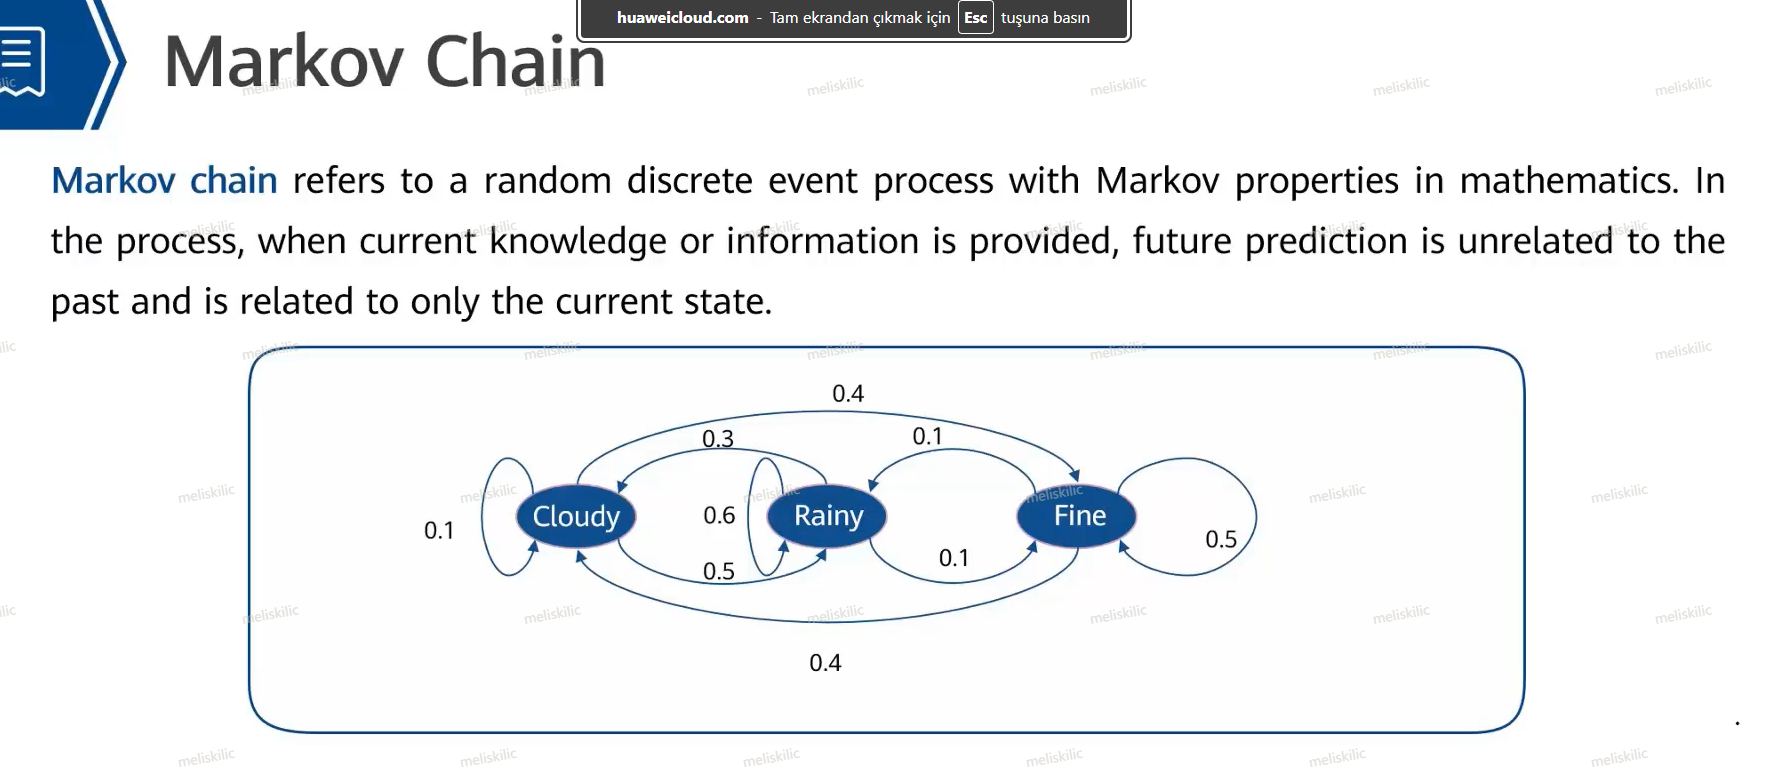 huaweicloud.com - Tam ekrandan çıkmak için Esc tuşuna basın
Markov Chain
Markov chain refers to a random discrete event process with Markov properties in mathematics. In
the process, when current knowledge or information is provided, future prediction is unrelated to the
past and is related to only the current state.
0.4
0.3
0.1
0.1
Cloudy
0.6
Rainy
Fine
0.5
0.5
0.1
0.4
meliskilic